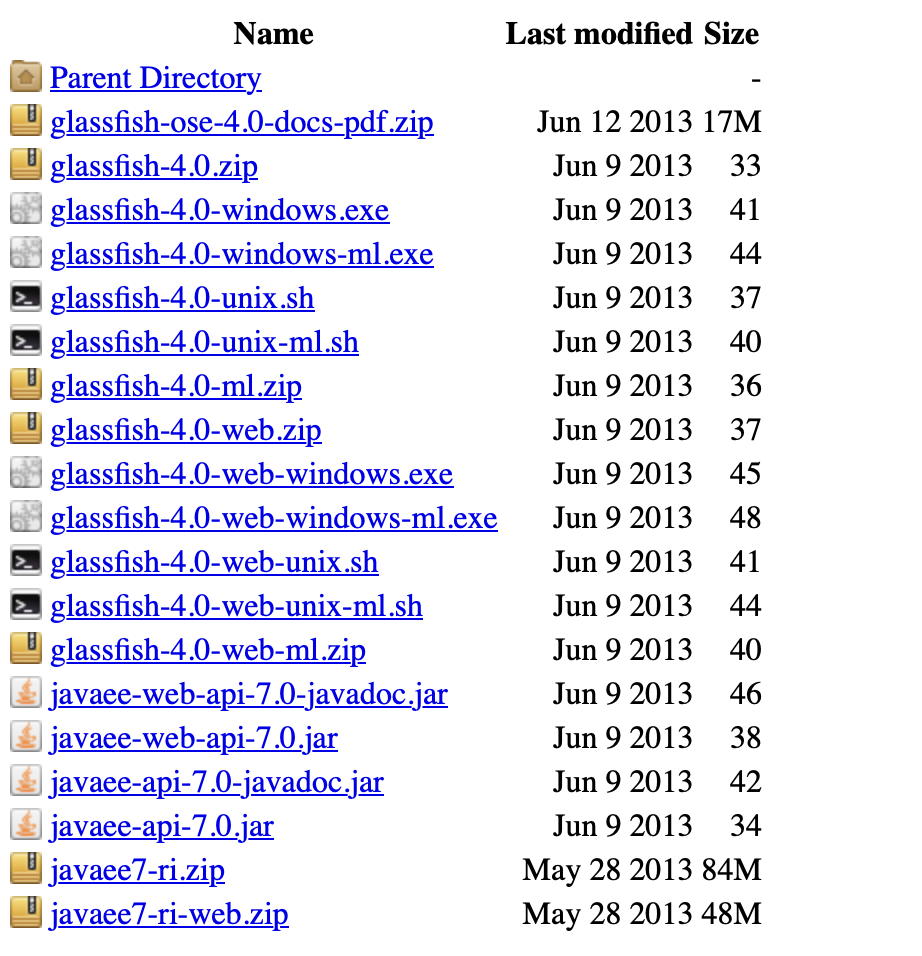 Name Last modified Size
Parent Directory -
glassfish-ose-4.0-docs-pdf.zip Jun 12 2013 17M
glassfish-4.0.zip Jun 9 2013 33
glassfish-4.0-windows.exe Jun 9 2013 41
glassfish-4.0-windows-ml.exe Jun 9 2013 44
glassfish-4.0-unix.sh Jun 9 2013 37
glassfish-4.0-unix-ml.sh Jun 9 2013 40
glassfish-4.0-ml.zip Jun 9 2013 36
glassfish-4.0-web.zip Jun 9 2013 37
glassfish-4.0-web-windows.exe Jun 9 2013 45
glassfish-4.0-web-windows-ml.exe Jun 9 2013 48
glassfish-4.0-web-unix.sh Jun 9 2013 41
glassfish-4.0-web-unix-ml.sh Jun 9 2013 44
glassfish-4.0-web-ml.zip Jun 9 2013 40
javaee-web-api-7.0-javadoc.jar Jun 9 2013 46
javaee-web-api-7.0.jar Jun 9 2013 38
javaee-api-7.0-javadoc.jar Jun 9 2013 42
javaee-api-7.0.jar Jun 9 2013 34
javaee7-ri.zip May 28 2013 84M
javaee7-ri-web.zip May 28 2013 48M